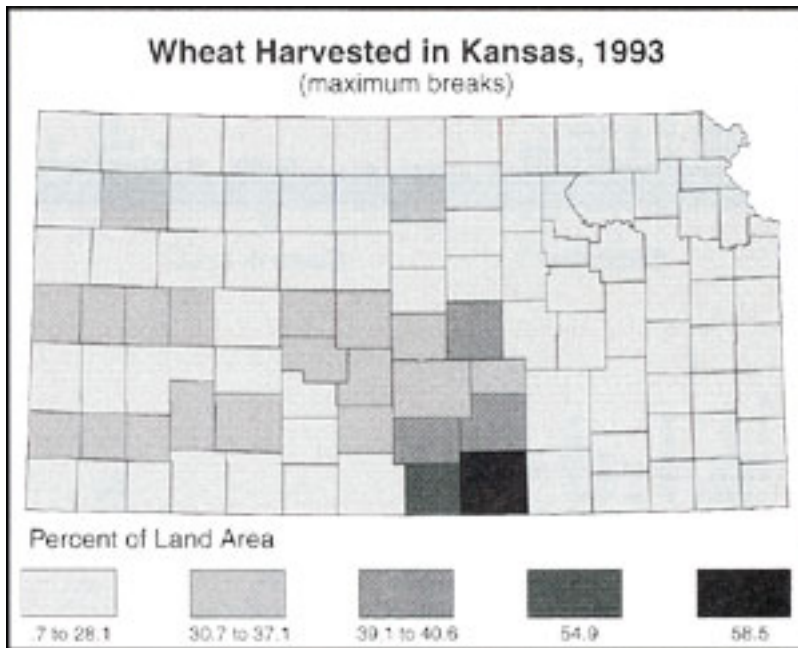 Wheat Harvested in Kansas, 1993
(maximum breaks)
Percent of Land Area
.7 to 28.1
30.7 to 37.1
39.1 to 40.6
54.9
58.5